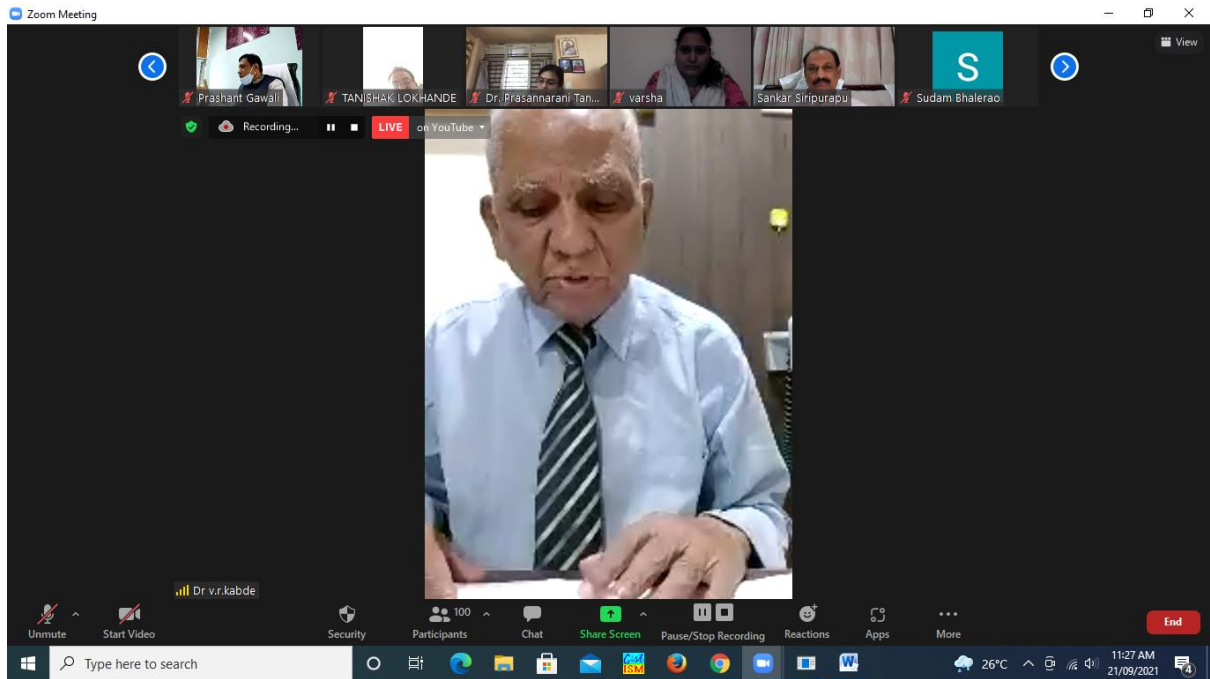 Zoom Meeting
View
Prashant Gawali
TANISHAK LOKHANDE
Dr. Prasannarani Tan...
varsha
Sankar Siripurapu
S
Sudam Bhalerao
Recording...
LIVE on YouTube
Dr v.r.kabde
100
Unmute
Start Video
Security
Participants
Chat
Share Screen
Pause/Stop Recording
Reactions
Apps
More
End
Type here to search
Gist
ISM
W
26°C
11:27 AM
21/09/2021
4